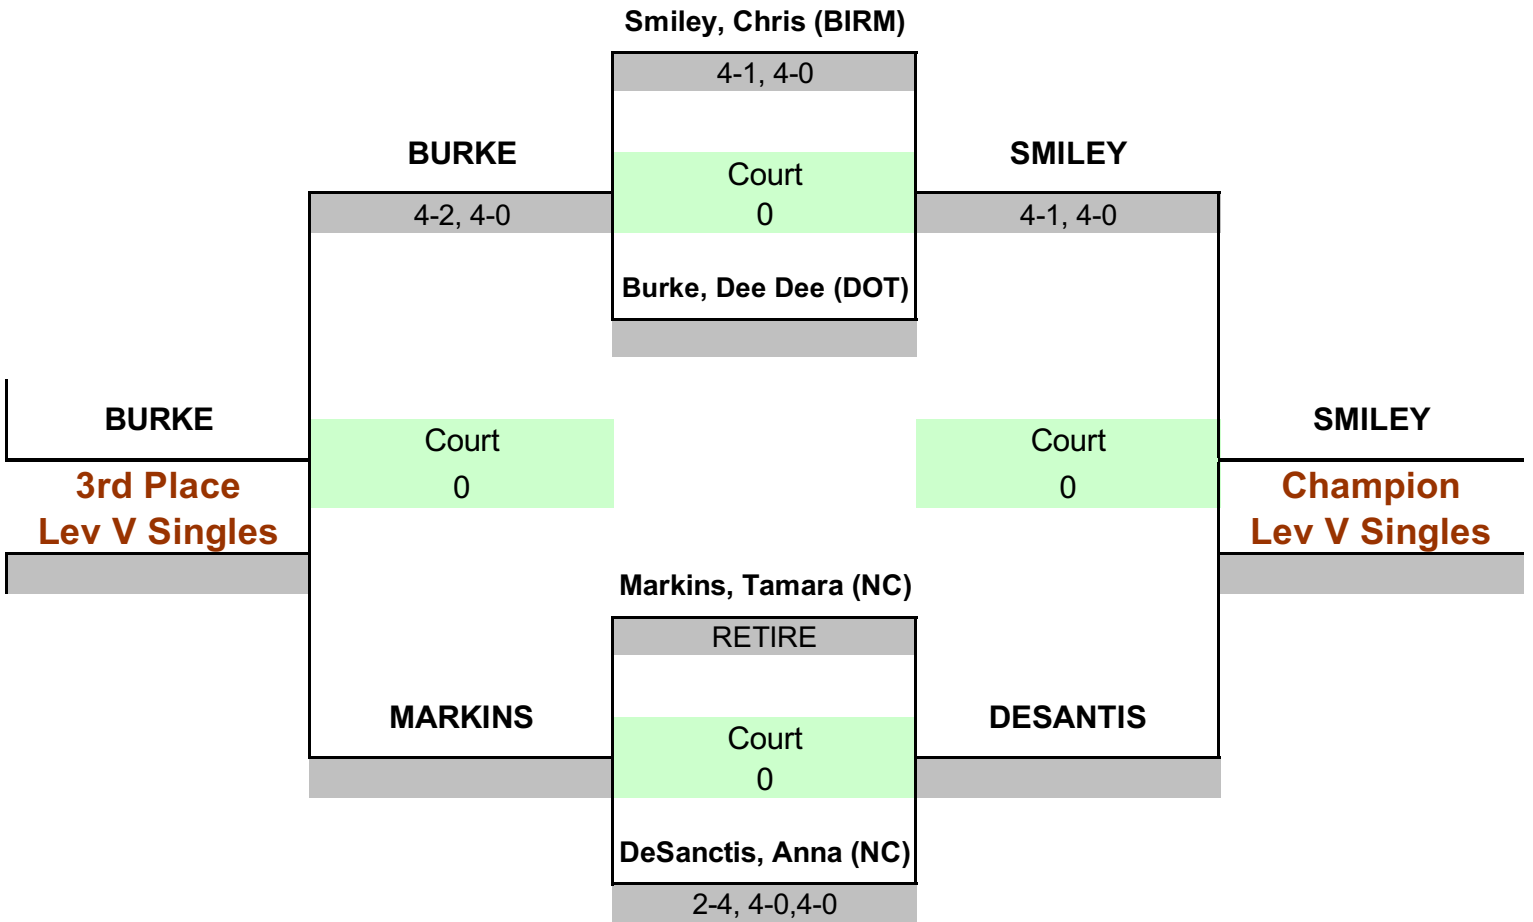 Smiley, Chris (BIRM)
4-1, 4-0
BURKE
Court
SMILEY
4-2, 4-0
0
4-1, 4-0
Burke, Dee Dee (DOT)
BURKE
Court
Court
SMILEY
3rd Place
0
0
Champion
Lev V Singles
Lev V Singles
Markins, Tamara (NC)
RETIRE
MARKINS
Court
DESANTIS
0
DeSanctis, Anna (NC)
2-4, 4-0,4-0